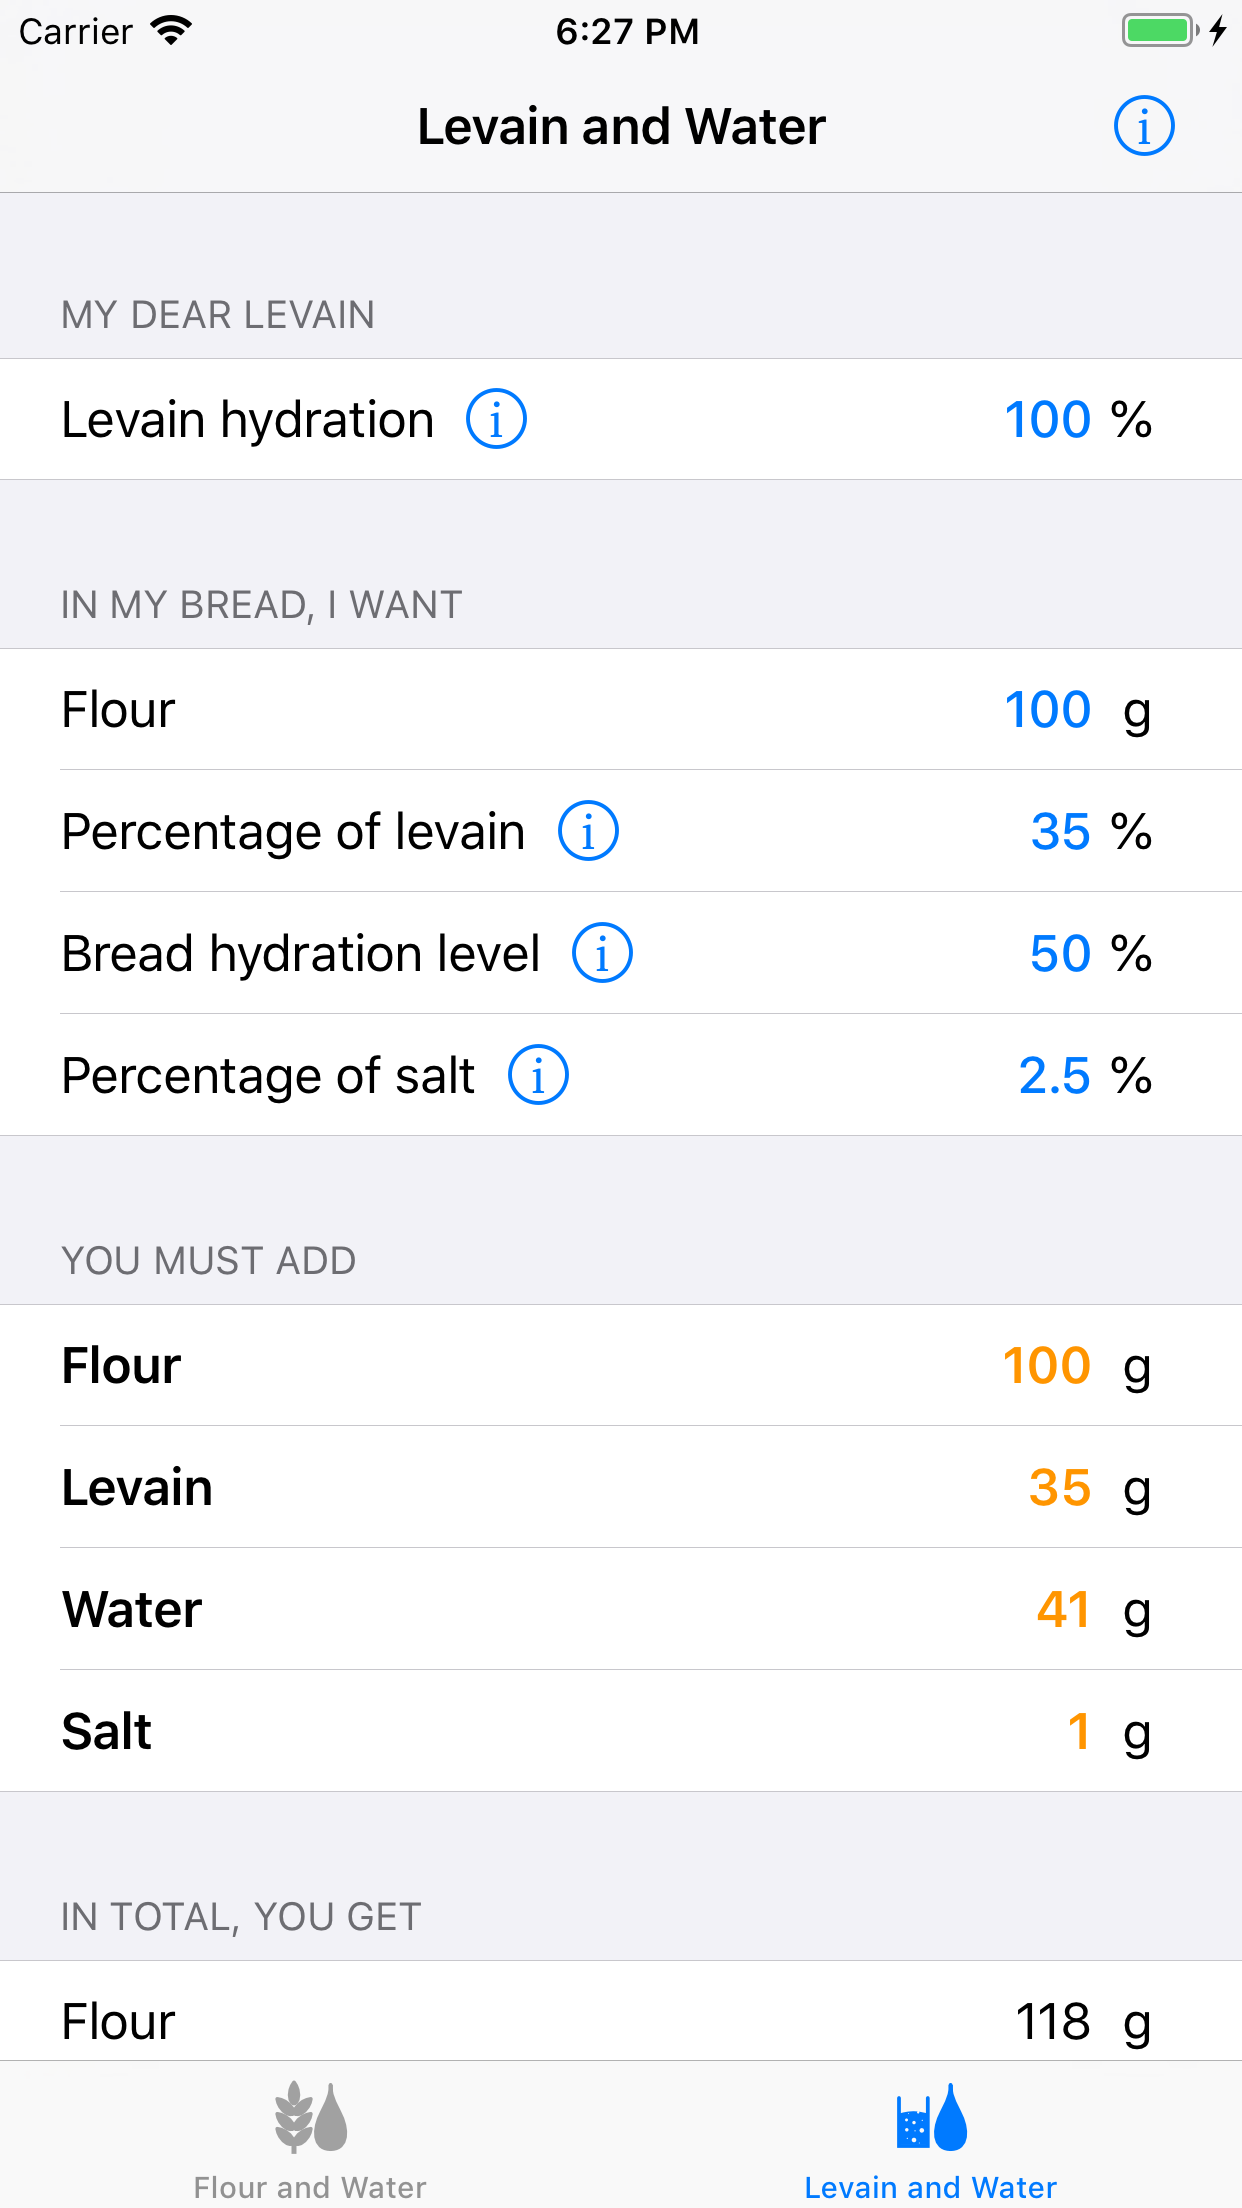 Carrier 6:27 PM
Levain and Water
MY DEAR LEVAIN
Levain hydration 100 %
IN MY BREAD, I WANT
Flour 100 g
Percentage of levain 35 %
Bread hydration level 50 %
Percentage of salt 2.5 %
YOU MUST ADD
Flour 100 g
Levain 35 g
Water 41 g
Salt 1 g
IN TOTAL, YOU GET
Flour 118 g
Flour and Water Levain and Water